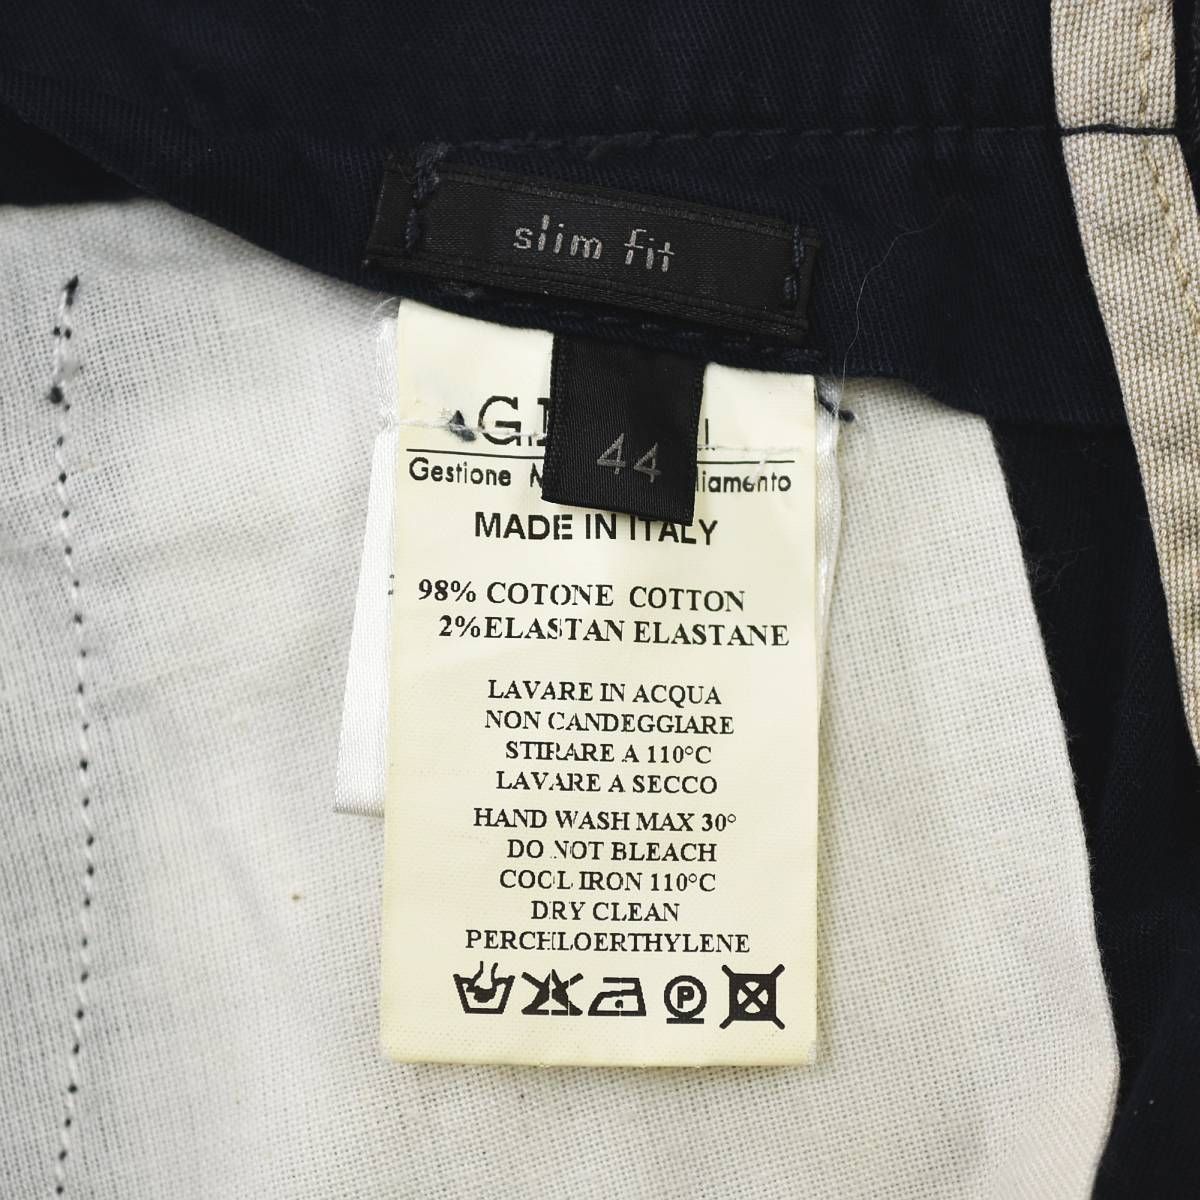 slim fit
44
Gestione
MADE IN ITALY
98% COTONE COTTON
2% ELASTAN ELASTANE
LAVARE IN ACQUA
NON CANDEGGIARE
STIRARE A 110°C
LAVARE A SECCO
HAND WASH MAX 30°
DO NOT BLEACH
COOL IRON 110°C
DRY CLEAN
PERCHLOERTHYLENE
P